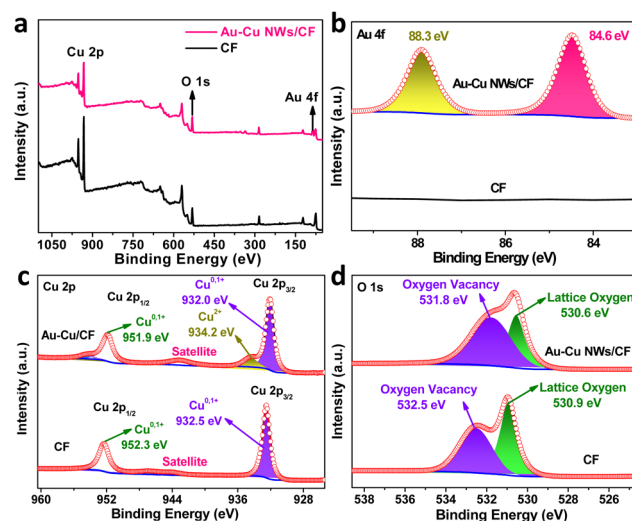 a
Au-Cu NWs/CF
CF
Cu 2p
O 1s
Au 4f
Intensity (a.u.)
1050 900 750 600 450 300 150
Binding Energy (eV)
b
Au 4f
88.3 eV
84.6 eV
Au-Cu NWs/CF
CF
Intensity (a.u.)
88 86 84
Binding Energy (eV)
c
Cu 2p
Cu 2p1/2
Cu0,1+
951.9 eV
Au-Cu/CF
Cu0,1+
932.0 eV
Cu2+
934.2 eV
Cu 2p3/2
Satellite
Cu 2p1/2
Cu0,1+
952.3 eV
CF
Cu0,1+
932.5 eV
Cu 2p3/2
Satellite
Intensity (a.u.)
960 952 944 936 928
Binding Energy (eV)
d
O 1s
Oxygen Vacancy
531.8 eV
Lattice Oxygen
530.6 eV
Au-Cu NWs/CF
Oxygen Vacancy
532.5 eV
Lattice Oxygen
530.9 eV
CF
Intensity (a.u.)
538 536 534 532 530 528 526 524
Binding Energy (eV)